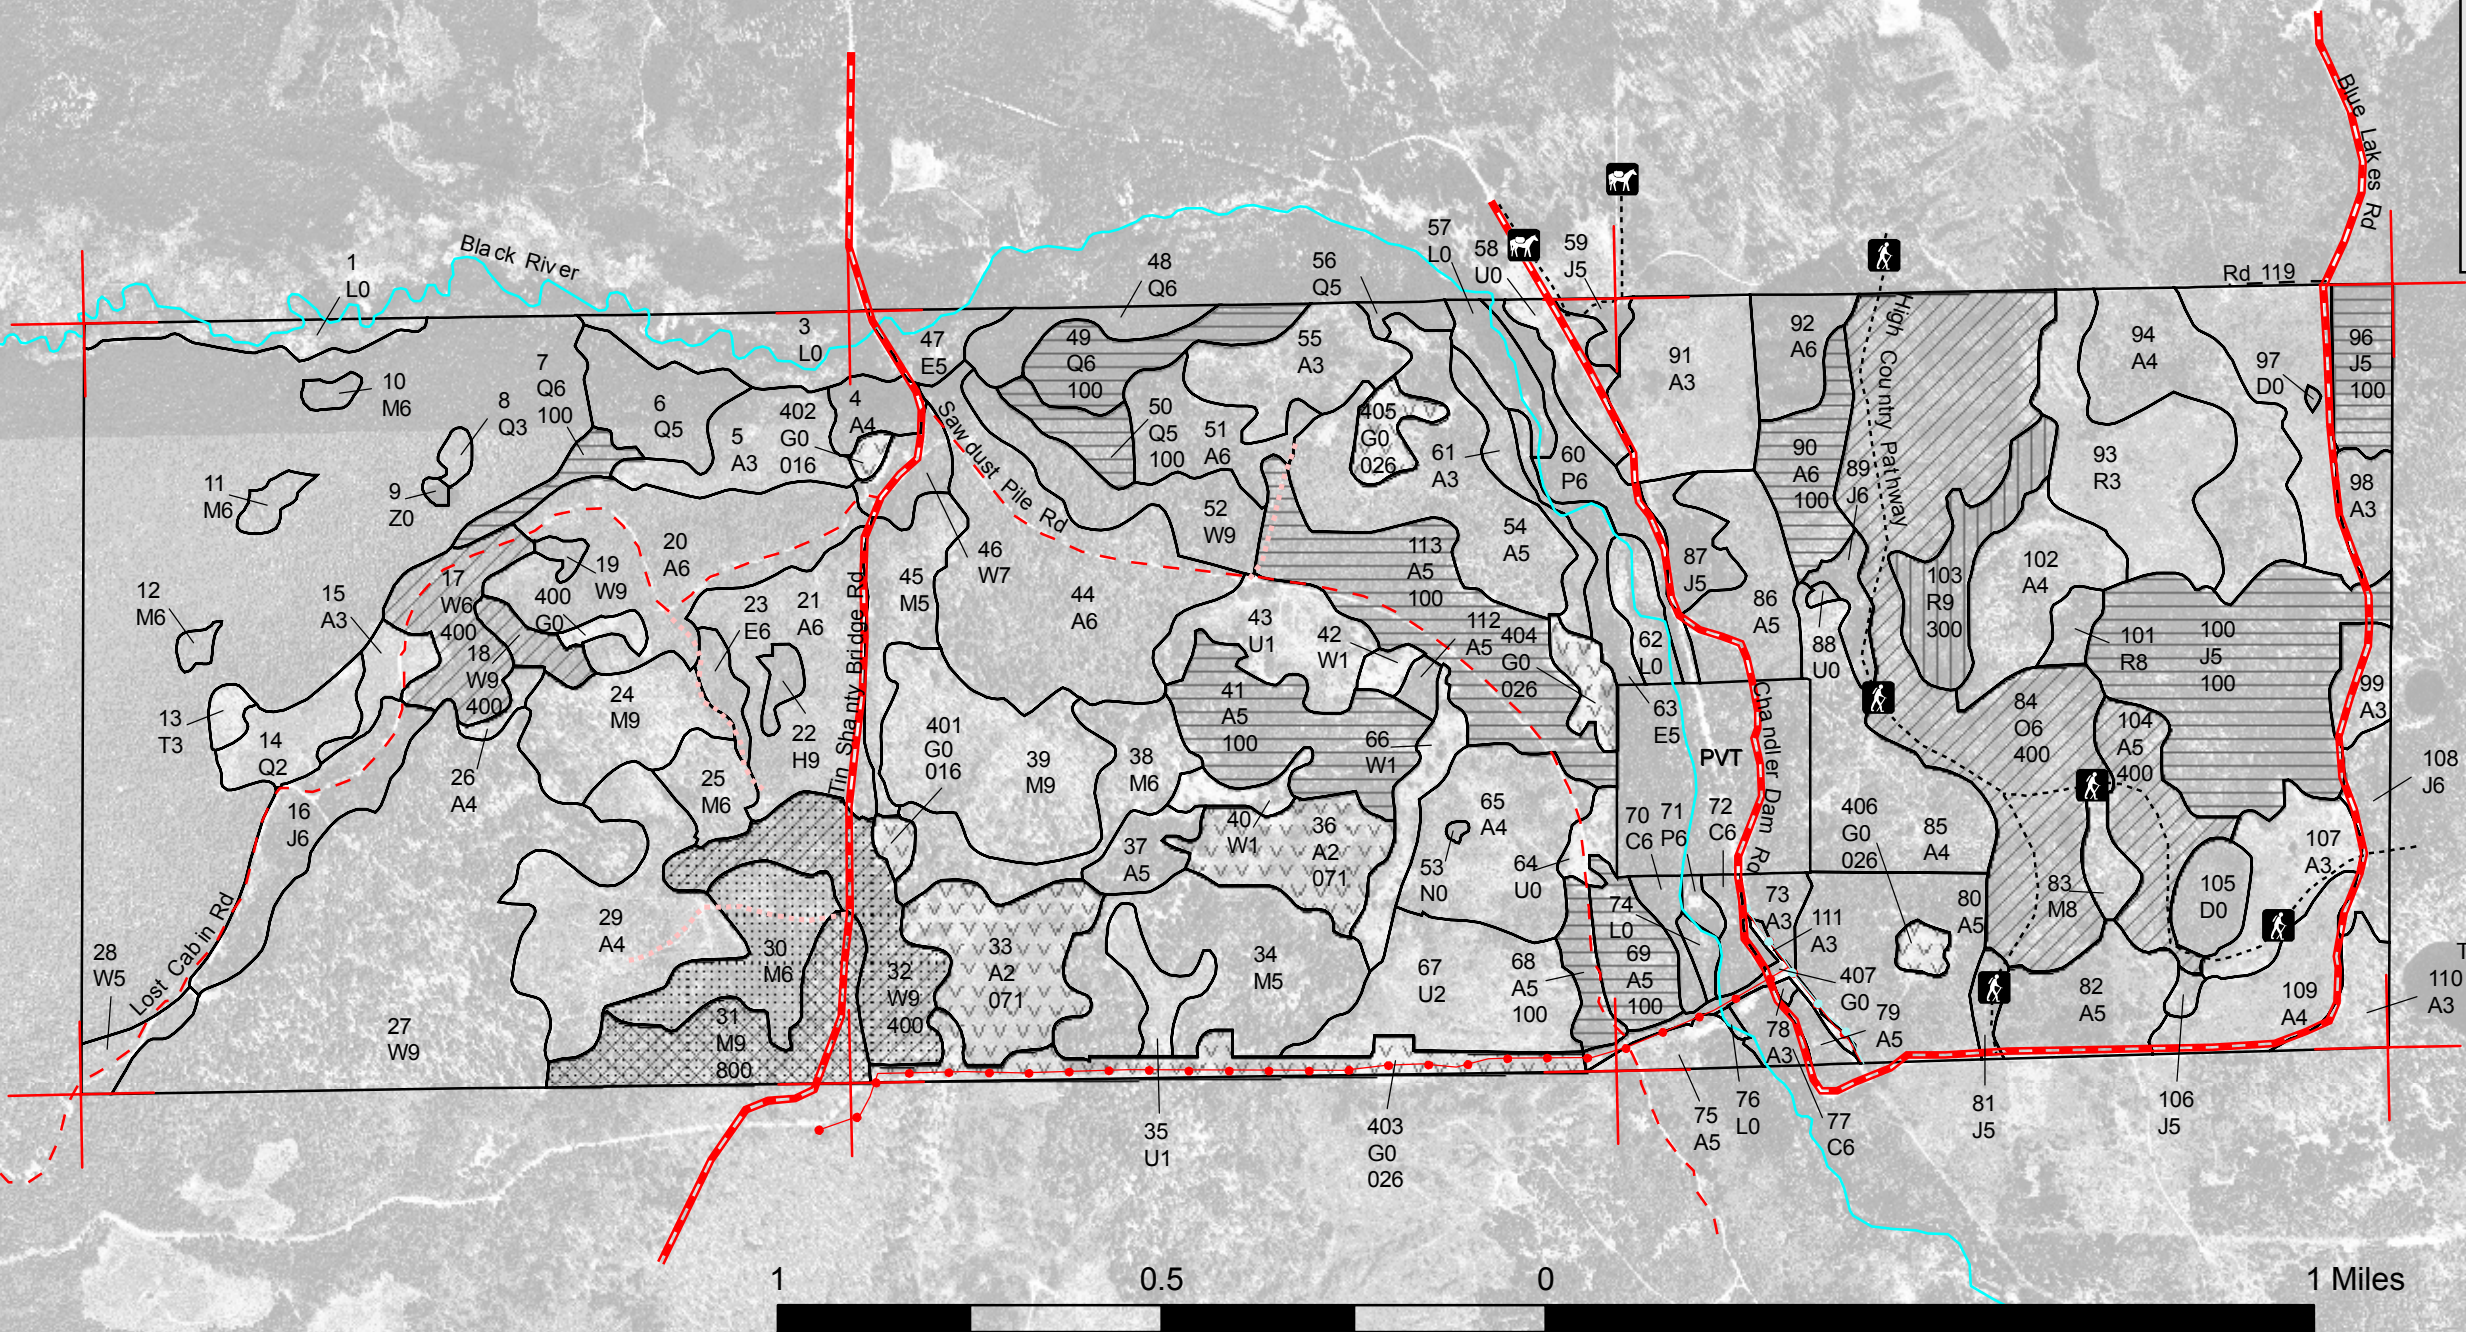 Blue Lakes Rd
Rd 119
Black River
1
L0
3
L0
47
E5
48
Q6
56
Q5
57
L0
58
U0
59
J5
High Country Pathway
10
M6
7
Q6
100
8
Q3
6
Q5
5
A3
402
G0
016
4
A4
Sawdust Pile Rd
49
Q6
100
50
Q5
100
51
A6
55
A3
405
G0
026
61
A3
60
P6
91
A3
92
A6
90
A6
100
89
J6
94
A4
97
D0
96
J5
100
11
M6
9
Z0
52
W9
54
A5
93
R3
98
A3
12
M6
15
A3
17
W6
400
19
W9
400
G0
20
A6
23
E6
21
A6
45
M5
46
W7
44
A6
113
A5
100
87
J5
86
A5
88
U0
103
R9
300
102
A4
101
R8
100
J5
100
18
W9
400
24
M9
22
H9
Tin Shanty Bridge Rd
43
U1
42
W1
112
A5
404
G0
026
62
L0
63
E5
PVT
Chandler Dam Rd
84
O6
400
104
A5
400
99
A3
13
T3
14
Q2
16
J6
26
A4
25
M6
401
G0
016
39
M9
38
M6
41
A5
100
66
W1
65
A4
40
W1
36
A2
071
37
A5
53
N0
64
U0
70
C6
71
P6
72
C6
406
G0
026
85
A4
108
J6
107
A3
83
M8
105
D0
Lost Cabin Rd
28
W5
27
W9
29
A4
30
M6
31
M9
800
32
W9
400
33
A2
071
34
M5
67
U2
68
A5
100
69
A5
100
74
L0
73
A3
111
A3
407
G0
80
A5
79
A5
78
A3
82
A5
109
A4
T
110
A3
35
U1
403
G0
026
75
A5
76
L0
77
C6
81
J5
106
J5
1
0.5
0
1 Miles